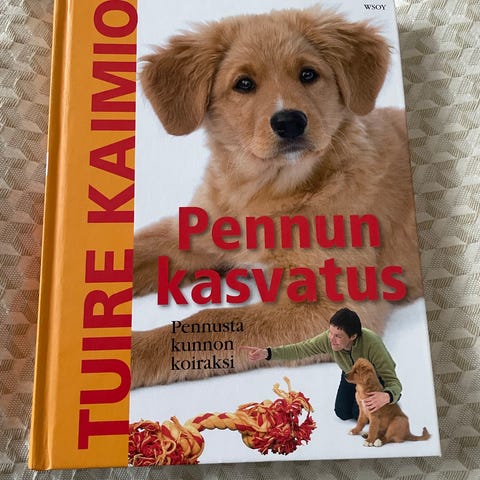 WSOY
TUIRE KAIMIO
Pennun
kasvatus
Pennusta
kunnon
koiraksi